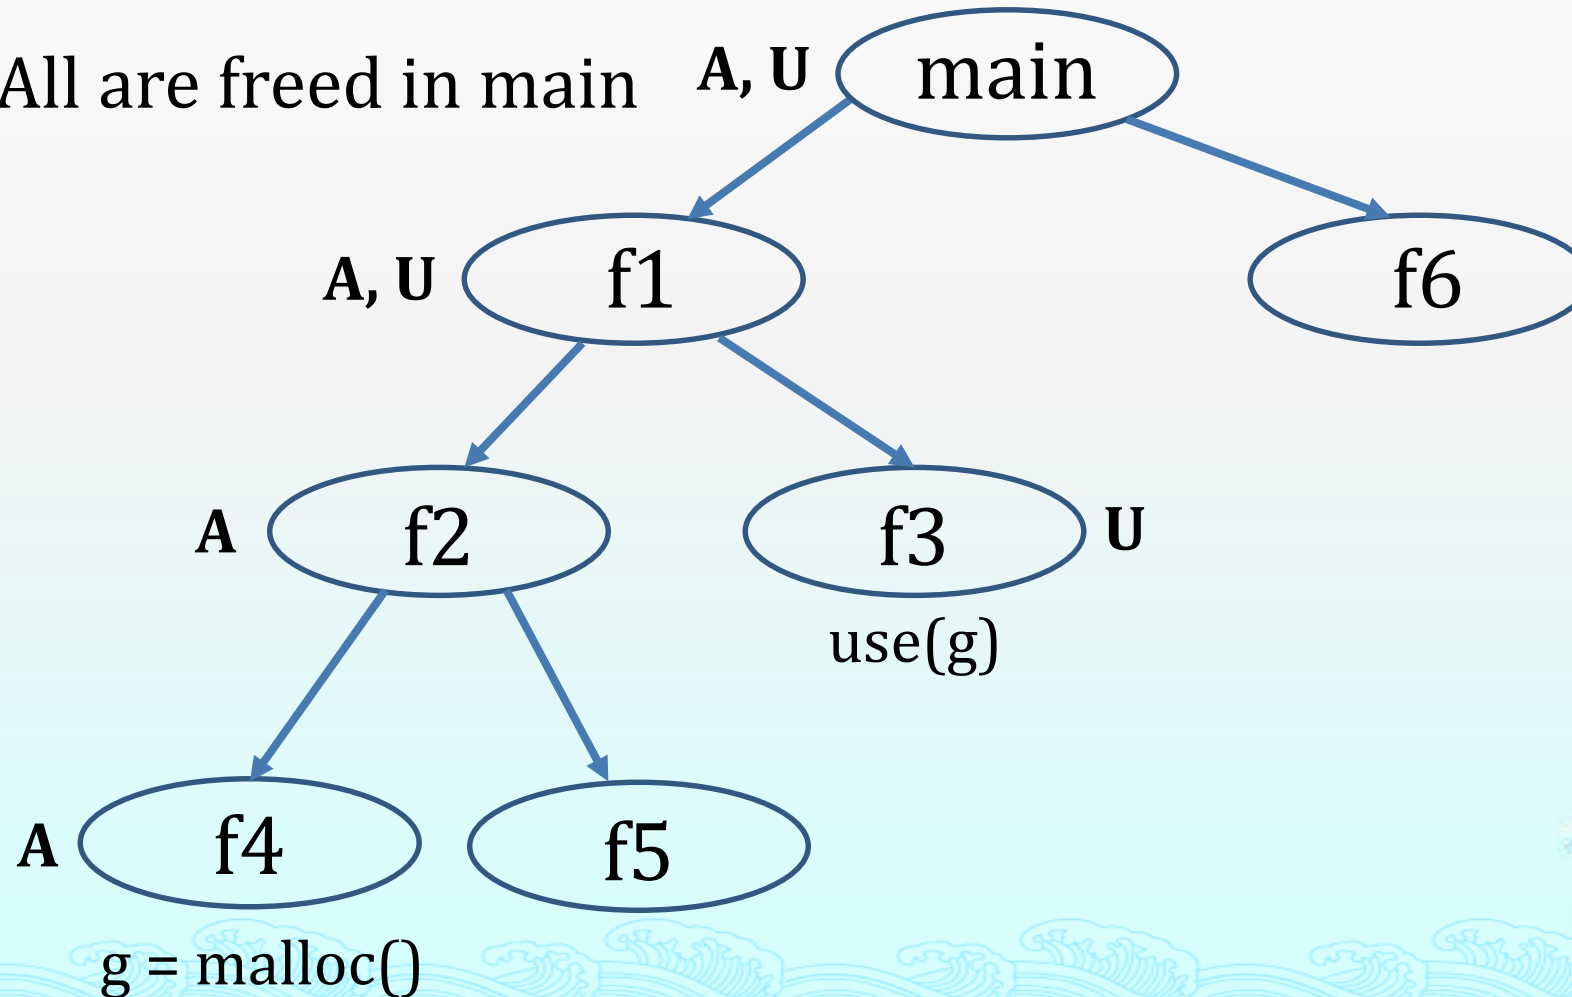 All are freed in main
A, U
main
A, U
f1
f6
A
f2
f3
U
use(g)
A
f4
f5
g = malloc()